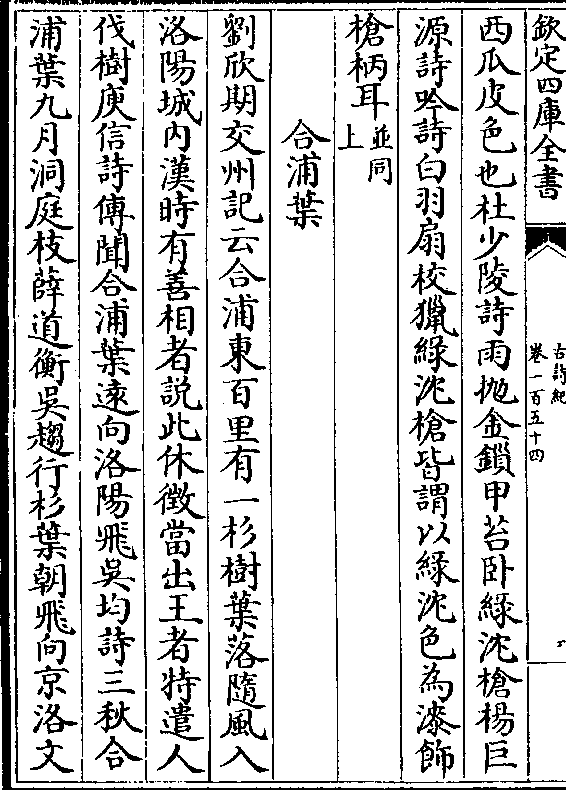 欽定四庫全書
古詩紀
卷一百五十四
西瓜皮色也杜少陵詩雨抛金鎖甲苔卧綠沈槍楊巨
源詩吟詩白羽扇校獵綠沈槍皆謂以綠沈色為漆飾
槍柄耳並同上
合浦葉
劉欣期交州記云合浦東百里有一杉樹葉落隨風入
洛陽城内漢時有善相者説此休徵當出王者特遣人
伐樹庾信詩傳聞合浦葉遠向洛陽飛吳均詩三秋合
浦葉九月洞庭枝薛道衡吳趨行杉葉朝飛向京洛文